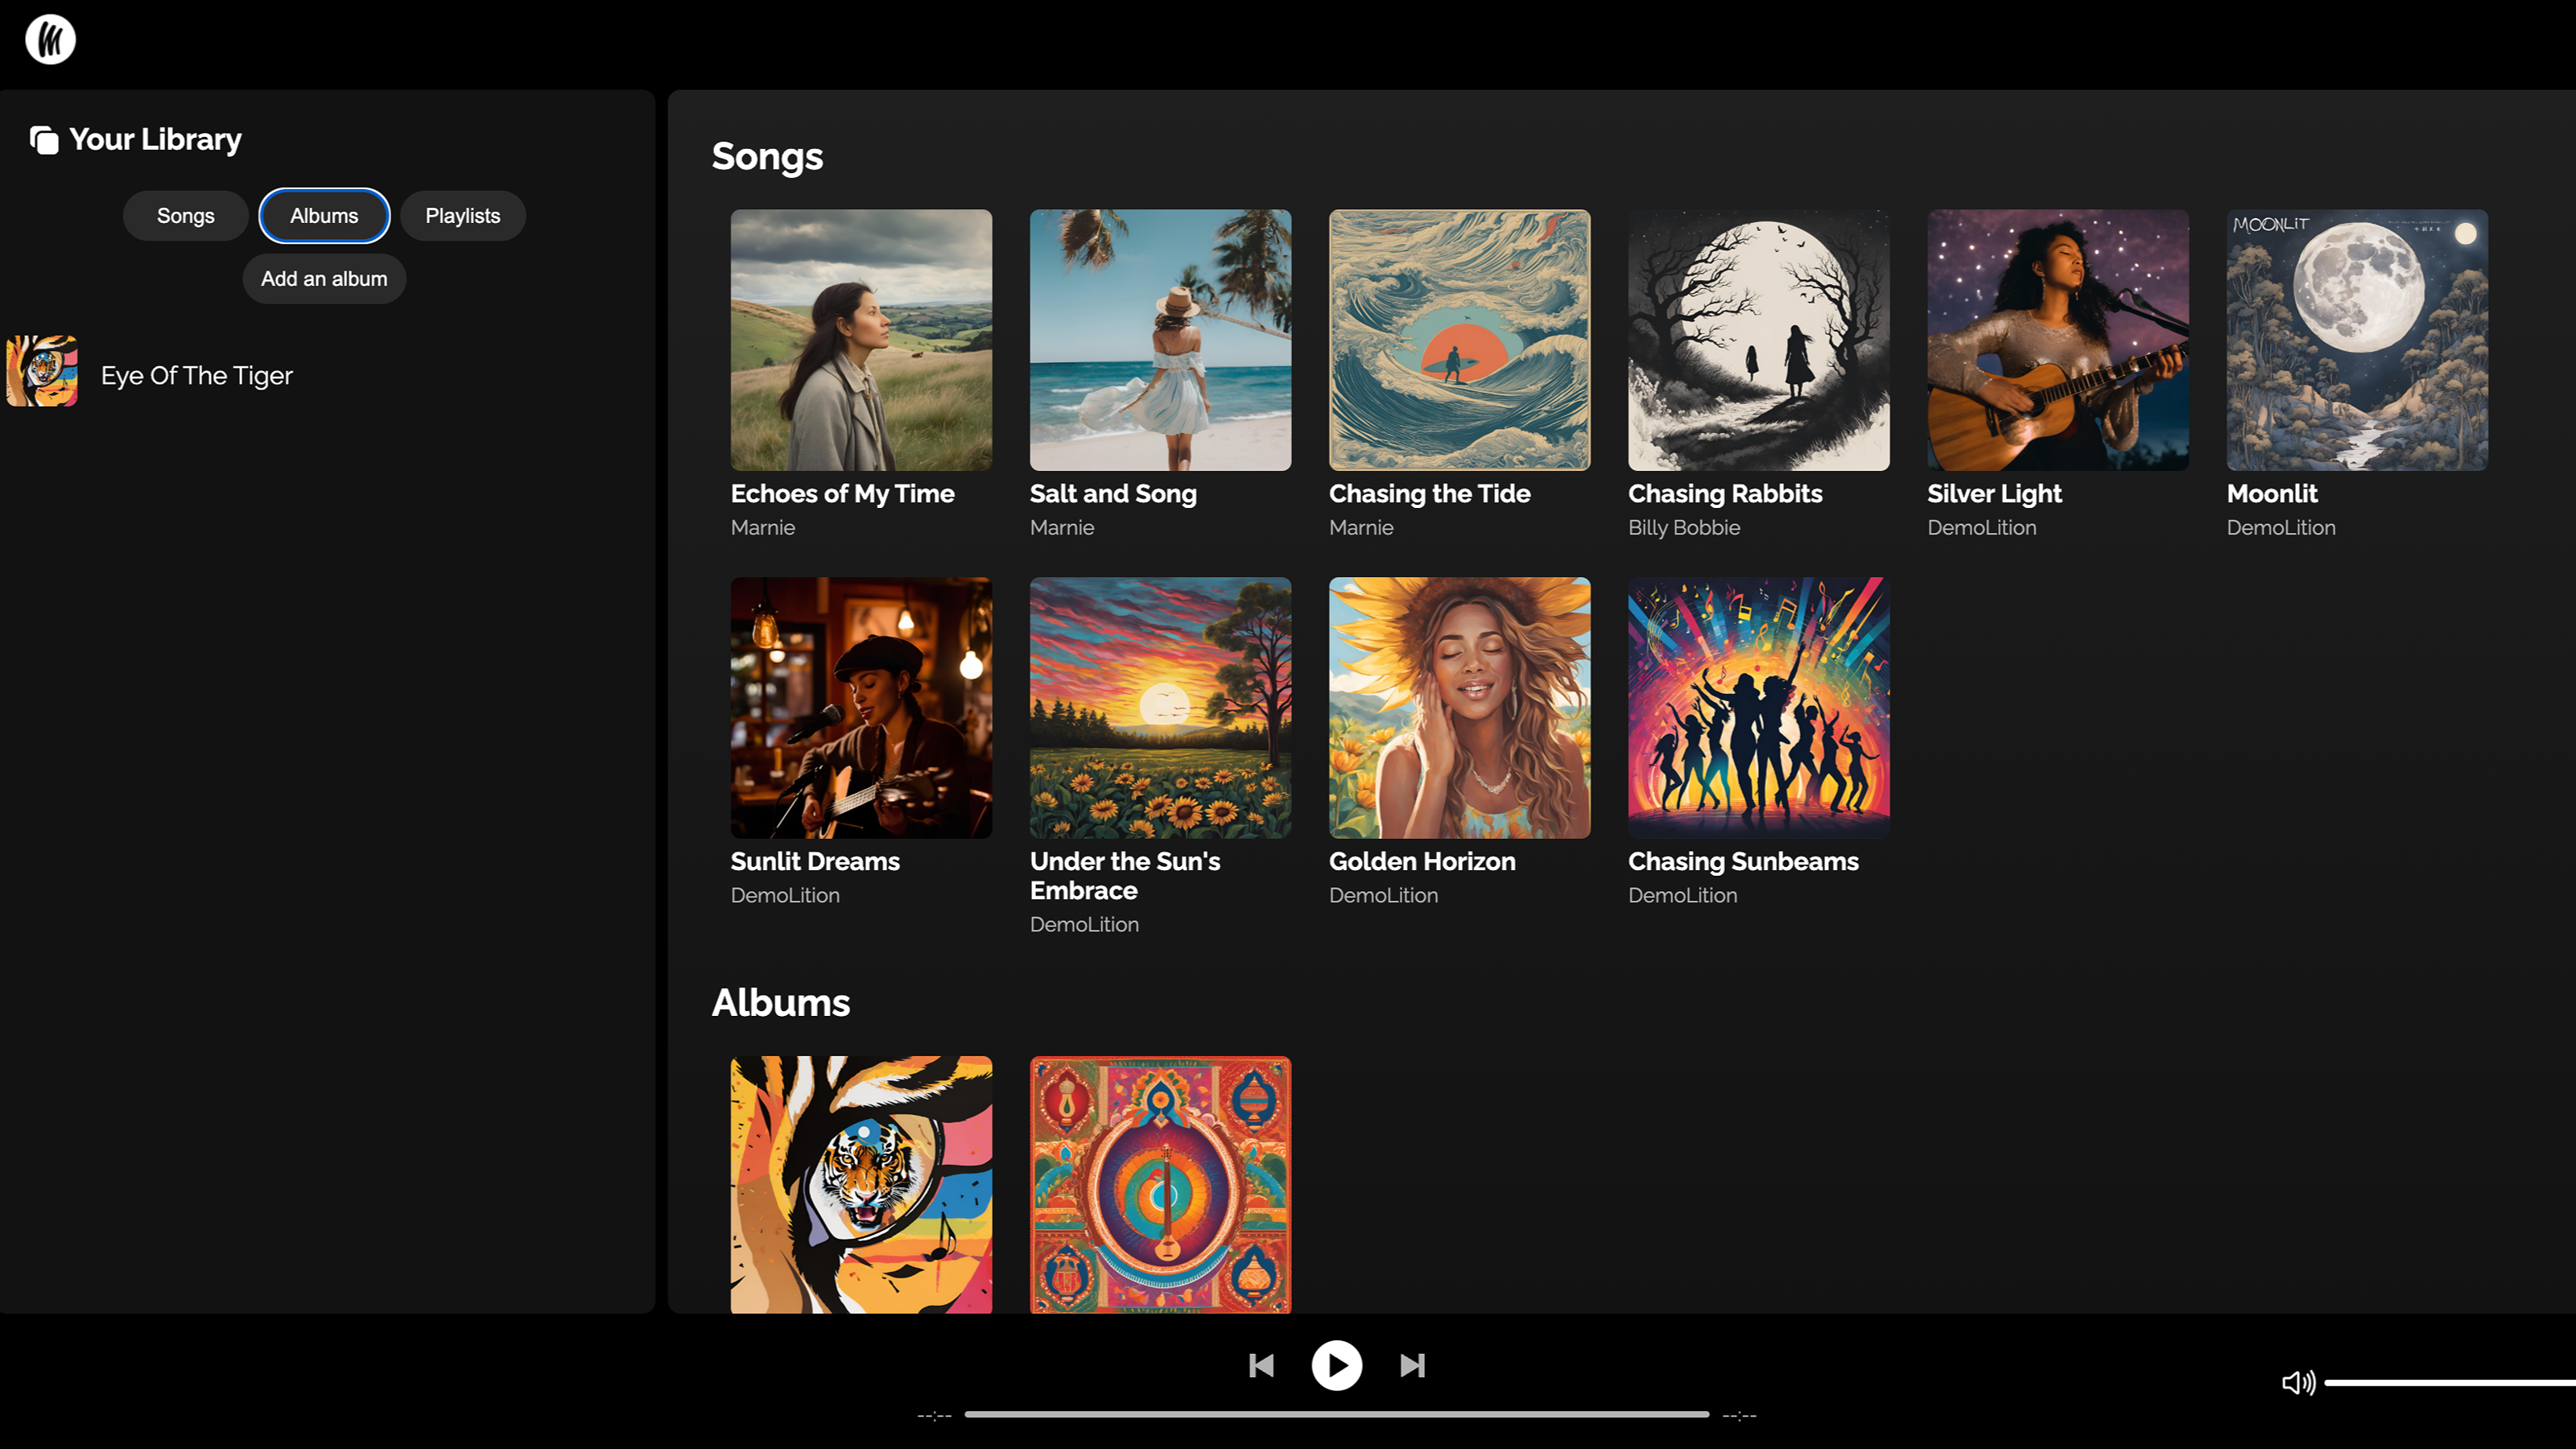 Your Library
Songs
Albums
Playlists
Add an album
Eye Of The Tiger
Songs
MOONLiT
Echoes of My Time
Marnie
Salt and Song
Marnie
Chasing the Tide
Marnie
Chasing Rabbits
Billy Bobbie
Silver Light
DemoLition
Moonlit
DemoLition
Sunlit Dreams
DemoLition
Under the Sun's
Embrace
DemoLition
Golden Horizon
DemoLition
Chasing Sunbeams
DemoLition
Albums
--:--
--:--